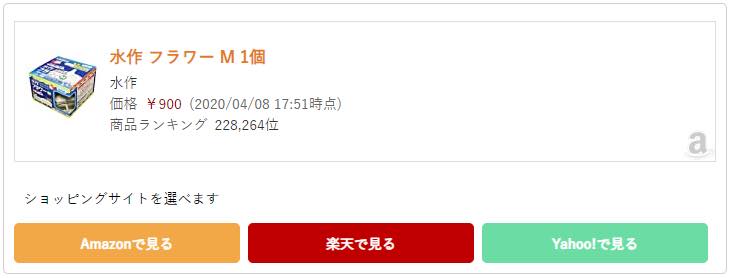 水作 フラワー M 1個
水作
価格 ￥900 (2020/04/08 17:51時点)
商品ランキング 228,264位
a
ショッピングサイトを選べます
Amazonで見る
楽天で見る
Yahoo!で見る